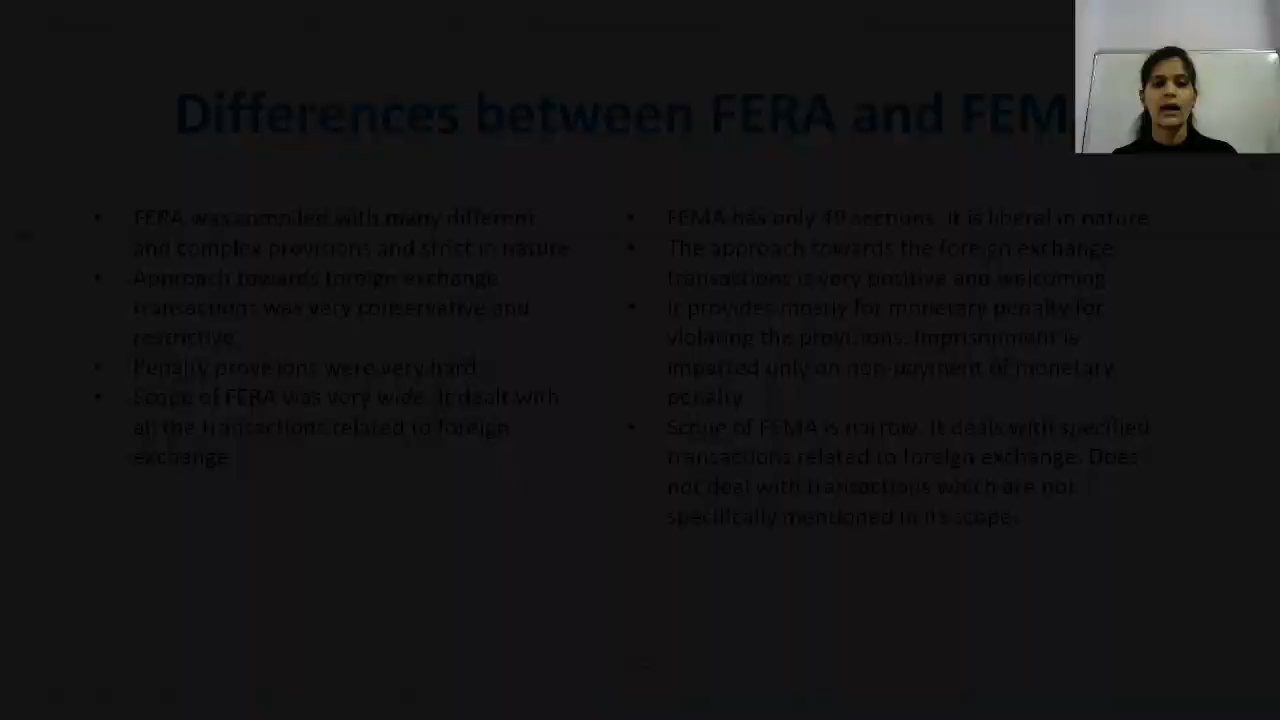 Differences between FERA and FEM
FERA was compiled with many different
and complex provisions and strict in nature
Approach towards foreign exchange
transactions was very conservative and
restrictive
Penalty provisions were very hard
Scope of FERA was very wide. It dealt with
all the transactions related to foreign
exchange
FEMA has only 49 sections. It is liberal in nature
The approach towards the foreign exchange
transactions is very positive and welcoming
It provides mostly for monetary penalty for
violating the provisions. Imprisonment is
imparted only on non-payment of monetary
penalty
Scope of FEMA is narrow. It deals with specified
transactions related to foreign exchange. Does
not deal with transactions which are not
specifically mentioned in its scope.